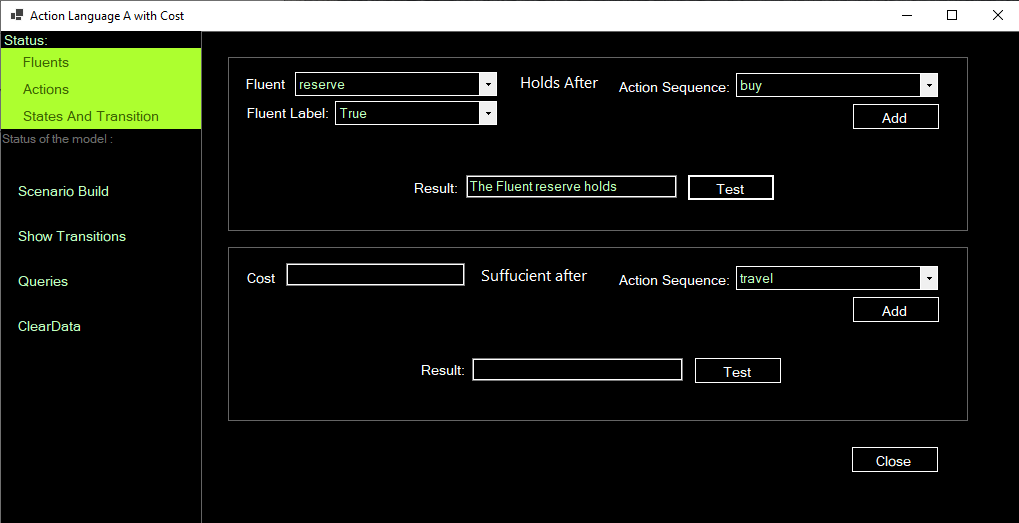 Action Language A with Cost
Status:
Fluents
Actions
States And Transition
Status of the model :
Scenario Build
Show Transitions
Queries
ClearData
Fluent reserve Holds After Action Sequence: buy
Fluent Label: True Add
Result: The Fluent reserve holds Test
Cost Suffucient after Action Sequence: travel
Add
Result: Test
Close